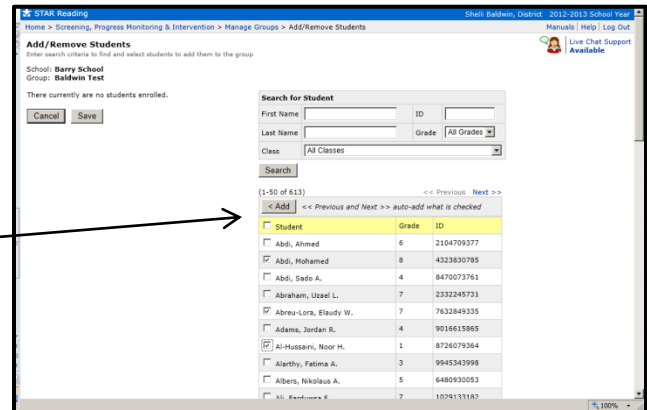 STAR Reading Shelli Baldwin, District 2012-2013 School Year
Home > Screening, Progress Monitoring & Intervention > Manage Groups > Add/Remove Students Manuals | Help | Log Out
Add/Remove Students
Enter search criteria to find and select students to add them to the group
Live Chat Support
Available
School: Barry School
Group: Baldwin Test
There currently are no students enrolled.
Cancel Save
Search for Student
First Name ID
Last Name Grade All Grades
Class All Classes
Search
(1-50 of 613) << Previous Next >>
< Add << Previous and Next >> auto-add what is checked
Student Grade ID
Abdi, Ahmed 6 2104709377
Abdi, Mohamed 8 4323830785
Abdi, Sado A. 4 8470073761
Abraham, Uzael L. 7 2332245731
Abreu-Lora, Elaudy W. 7 7632849335
Adams, Jordan R. 4 9016615865
Al-Hussaini, Noor H. 1 8726079364
Alarthy, Fatima A. 3 9945343998
Albers, Nikolaus A. 5 6480930053
Ali, Farduwsa F. 7 1029133182
100%